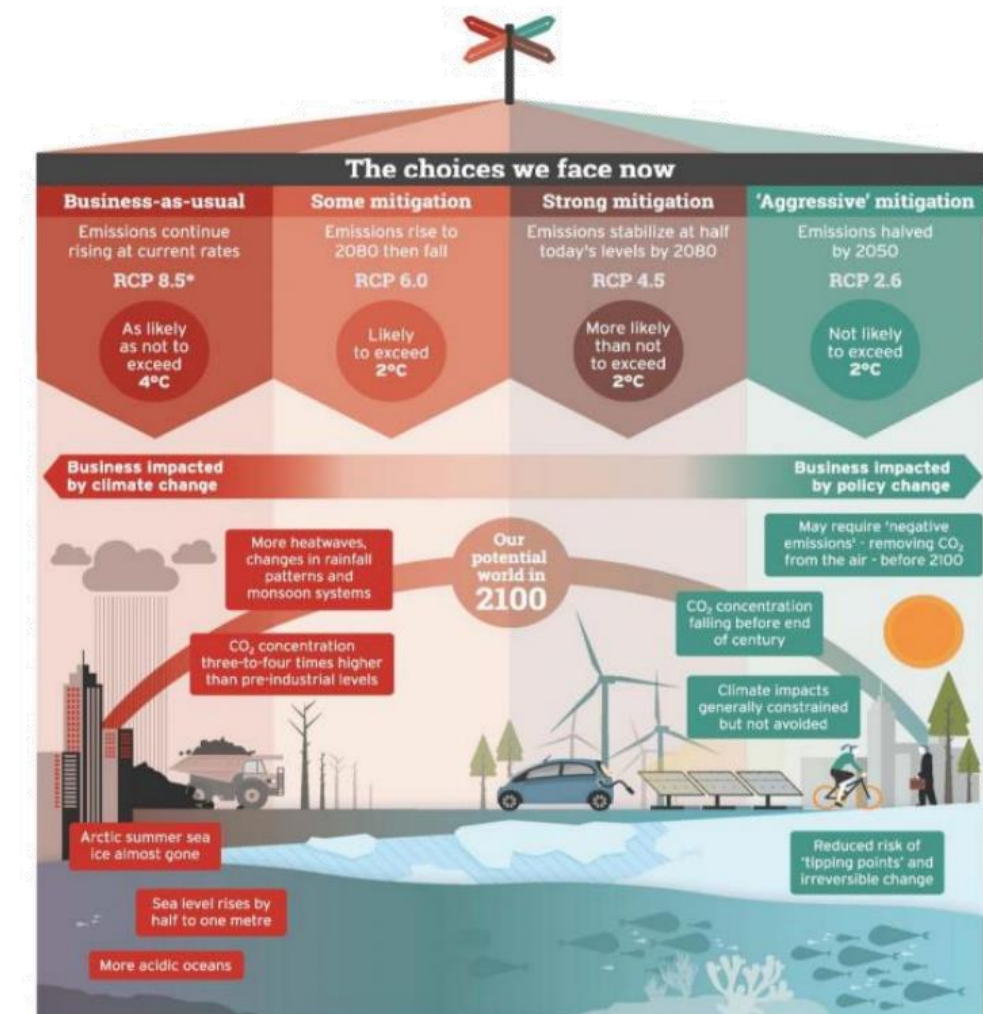 The choices we face now
Business-as-usual
Emissions continue
rising at current rates
RCP 8.5*
As likely
as not to
exceed
4°C
Some mitigation
Emissions rise to
2080 then fall
RCP 6.0
Likely
to exceed
2°C
Strong mitigation
Emissions stabilize at half
today's levels by 2080
RCP 4.5
More likely
than not
to exceed
2°C
'Aggressive' mitigation
Emissions halved
by 2050
RCP 2.6
Not likely
to exceed
2°C
Business impacted
by climate change
Business impacted
by policy change
Our
potential
world in
2100
More heatwaves,
changes in rainfall
patterns and
monsoon systems
CO₂ concentration
three-to-four times higher
than pre-industrial levels
Arctic summer sea
ice almost gone
Sea level rises by
half to one metre
More acidic oceans
May require 'negative
emissions' - removing CO₂
from the air - before 2100
CO₂ concentration
falling before end
of century
Climate impacts
generally constrained
but not avoided
Reduced risk of
'tipping points' and
irreversible change